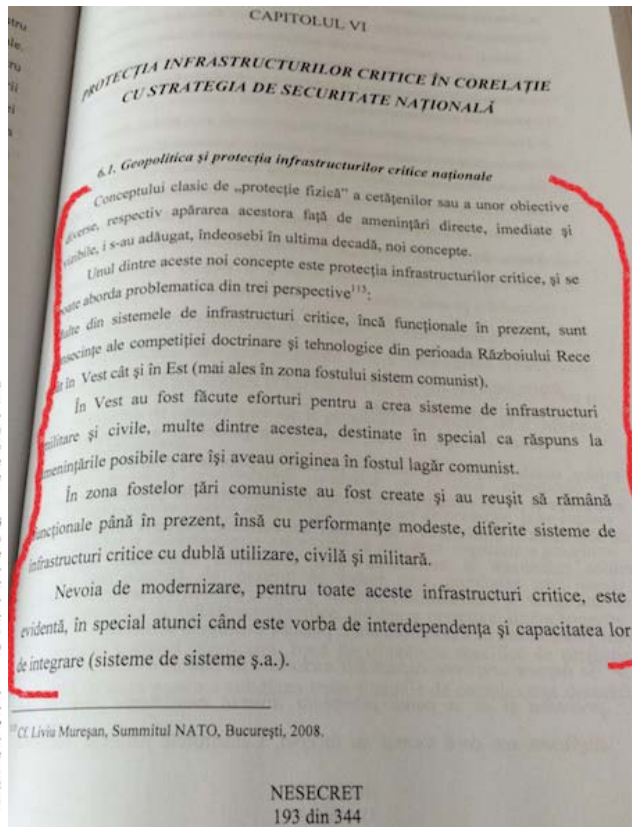 CAPITOLUL VI
PROTECȚIA INFRASTRUCTURILOR CRITICE ÎN CORELAȚIE
CU STRATEGIA DE SECURITATE NAȚIONALĂ
6.1. Geopolitica și protecția infrastructurilor critice naționale
Conceptului clasic de „protecție fizică” a cetățenilor sau a unor obiective
diverse, respectiv apărarea acestora față de amenințări directe, imediate și
vizibile, i s-au adăugat, îndeosebi în ultima decadă, noi concepte.
Unul dintre aceste noi concepte este protecția infrastructurilor critice, și se
poate aborda problematica din trei perspective¹¹³:
multe din sistemele de infrastructuri critice, încă funcționale în prezent, sunt
consecințe ale competiției doctrinare și tehnologice din perioada Războiului Rece
atât în Vest cât și în Est (mai ales în zona fostului sistem comunist).
În Vest au fost făcute eforturi pentru a crea sisteme de infrastructuri
militare și civile, multe dintre acestea, destinate în special ca răspuns la
amenințările posibile care își aveau originea în fostul lagăr comunist.
În zona fostelor țări comuniste au fost create și au reușit să rămână
funcționale până în prezent, însă cu performanțe modeste, diferite sisteme de
infrastructuri critice cu dublă utilizare, civilă și militară.
Nevoia de modernizare, pentru toate aceste infrastructuri critice, este
evidentă, în special atunci când este vorba de interdependența și capacitatea lor
de integrare (sisteme de sisteme ș.a.).
Cf. Liviu Mureșan, Summitul NATO, București, 2008.
NESECRET
193 din 344